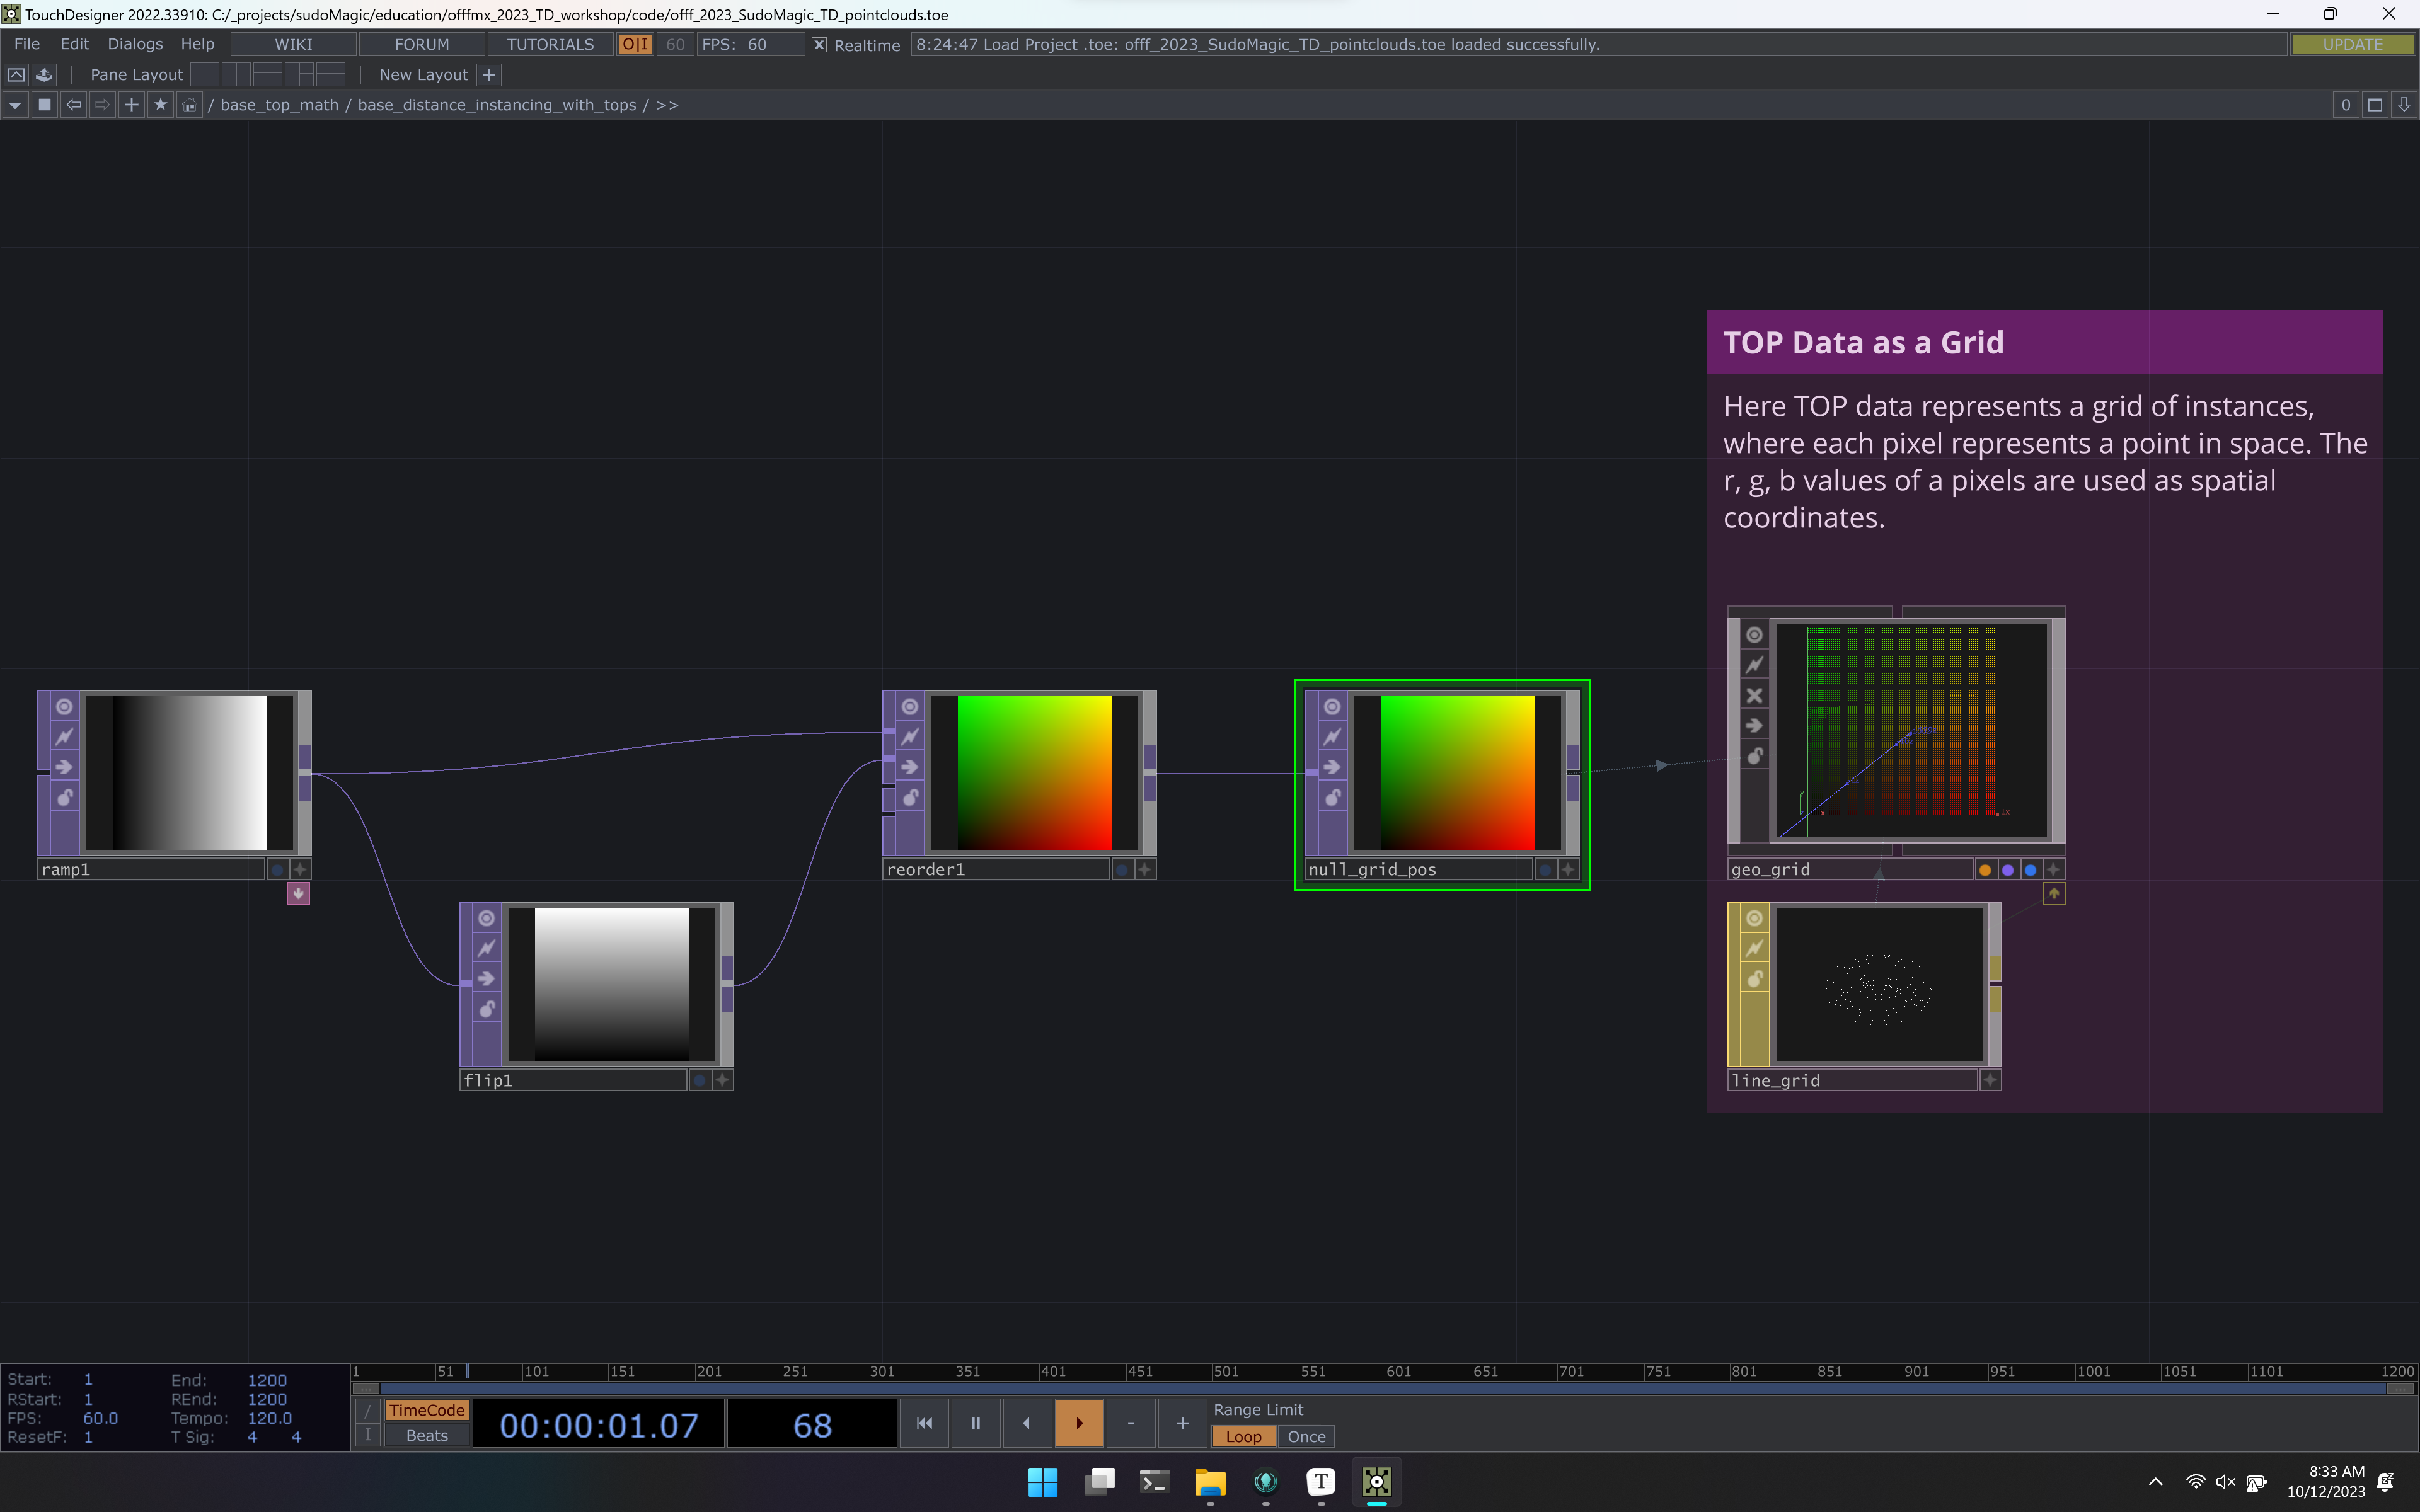 TouchDesigner 2022.33910: C:/_projects/sudoMagic/education/offfmx_2023_TD_workshop/code/offf_2023_SudoMagic_TD_pointclouds.toe
File Edit Dialogs Help WIKI FORUM TUTORIALS O|I 60 FPS: 60 Realtime 8:24:47 Load Project .toe: offf_2023_SudoMagic_TD_pointclouds.toe loaded successfully. UPDATE
Pane Layout New Layout +
/ base_top_math / base_distance_instancing_with_tops / >> 0
TOP Data as a Grid
Here TOP data represents a grid of instances,
where each pixel represents a point in space. The
r, g, b values of a pixels are used as spatial
coordinates.
ramp1
reorder1
null_grid_pos
geo_grid
flip1
line_grid
1 51 101 151 201 251 301 351 401 451 501 551 601 651 701 751 801 851 901 951 1001 1051 1101 1200
Start: 1 End: 1200
RStart: 1 REnd: 1200
FPS: 60.0 Tempo: 120.0
ResetF: 1 T Sig: 4 4
/ TimeCode
I Beats
00:00:01.07
68
- +
Range Limit
Loop Once
T
8:33 AM
10/12/2023